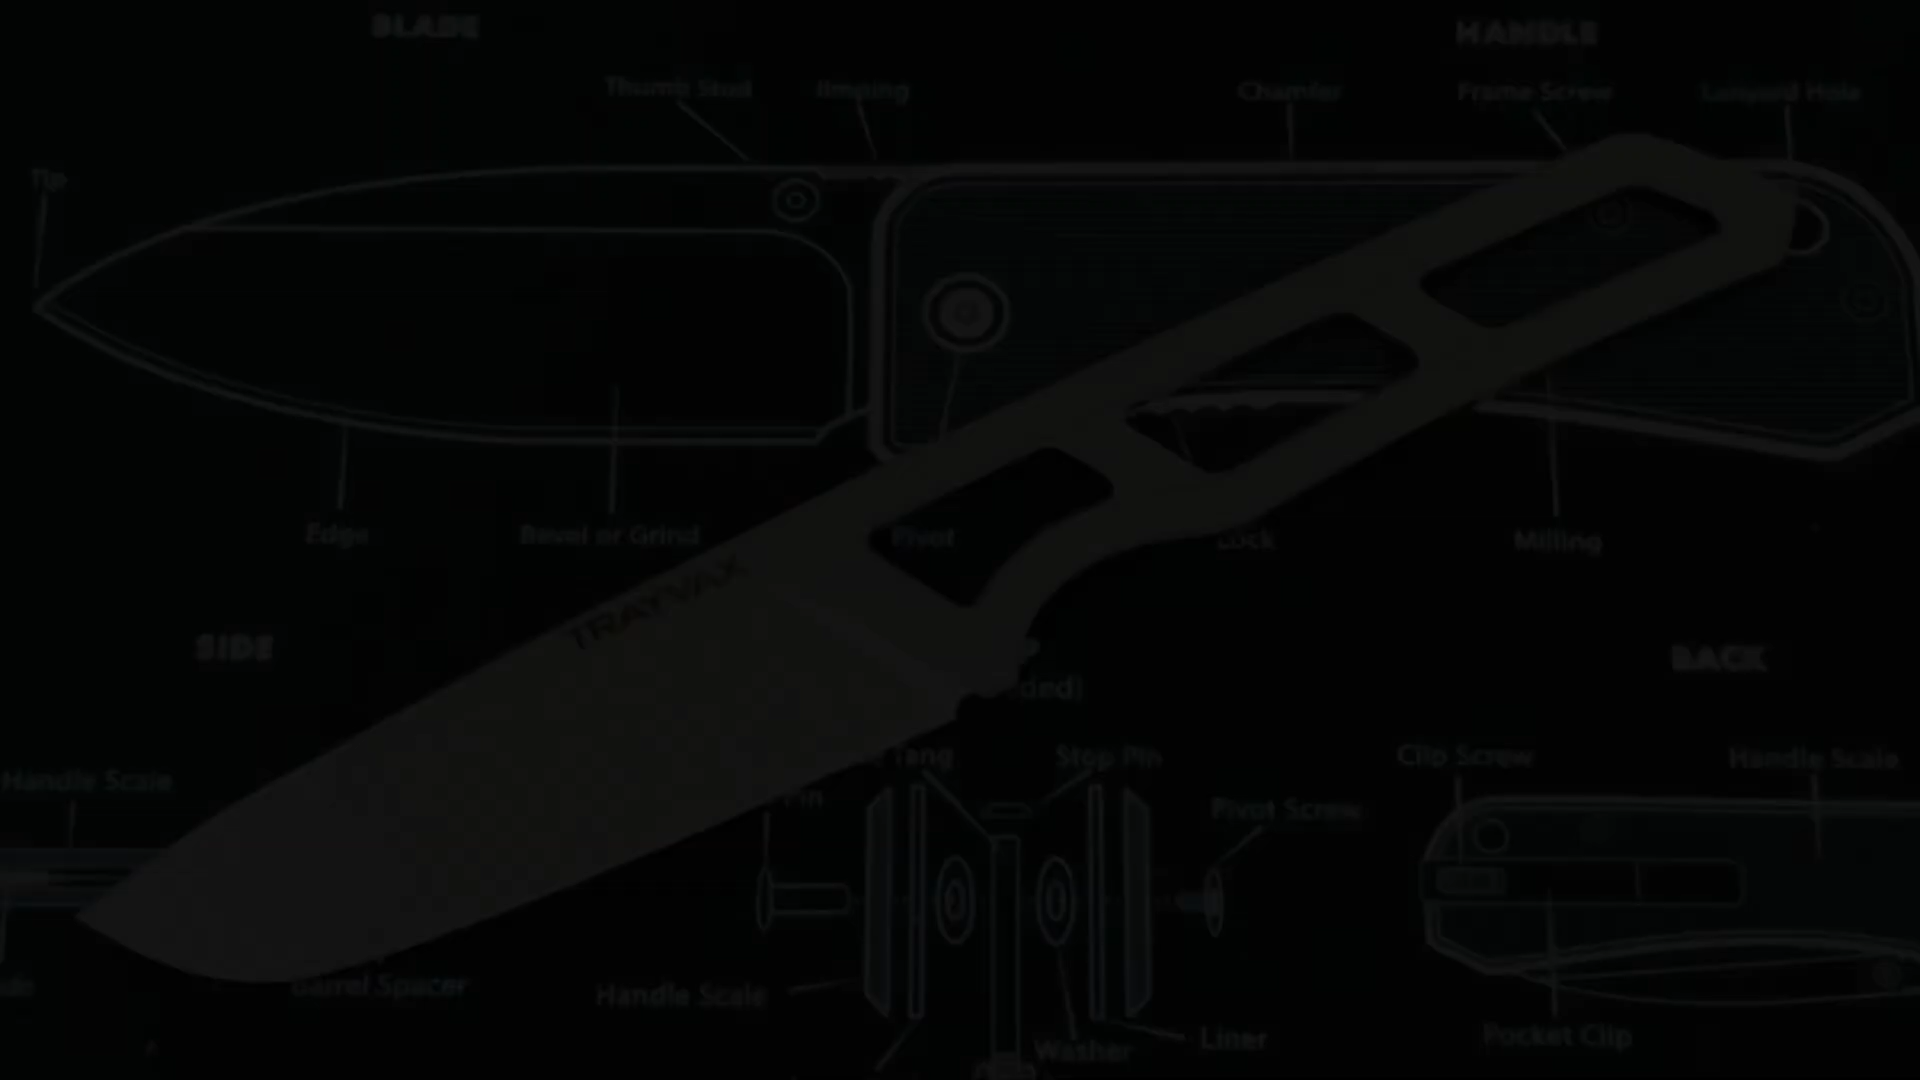 BLADE
HANDLE
Thumb Stud
Jimping
Chamfer
Frame Screw
Lanyard Hole
Tip
Edge
Bevel or Grind
Pivot
Lock
Milling
TRAYVAX
SIDE
BACK
ded)
Tang
Stop Pin
Clip Screw
Handle Scale
Handle Scale
Pin
Pivot Screw
Barrel Spacer
Handle Scale
Liner
Washer
Pocket Clip